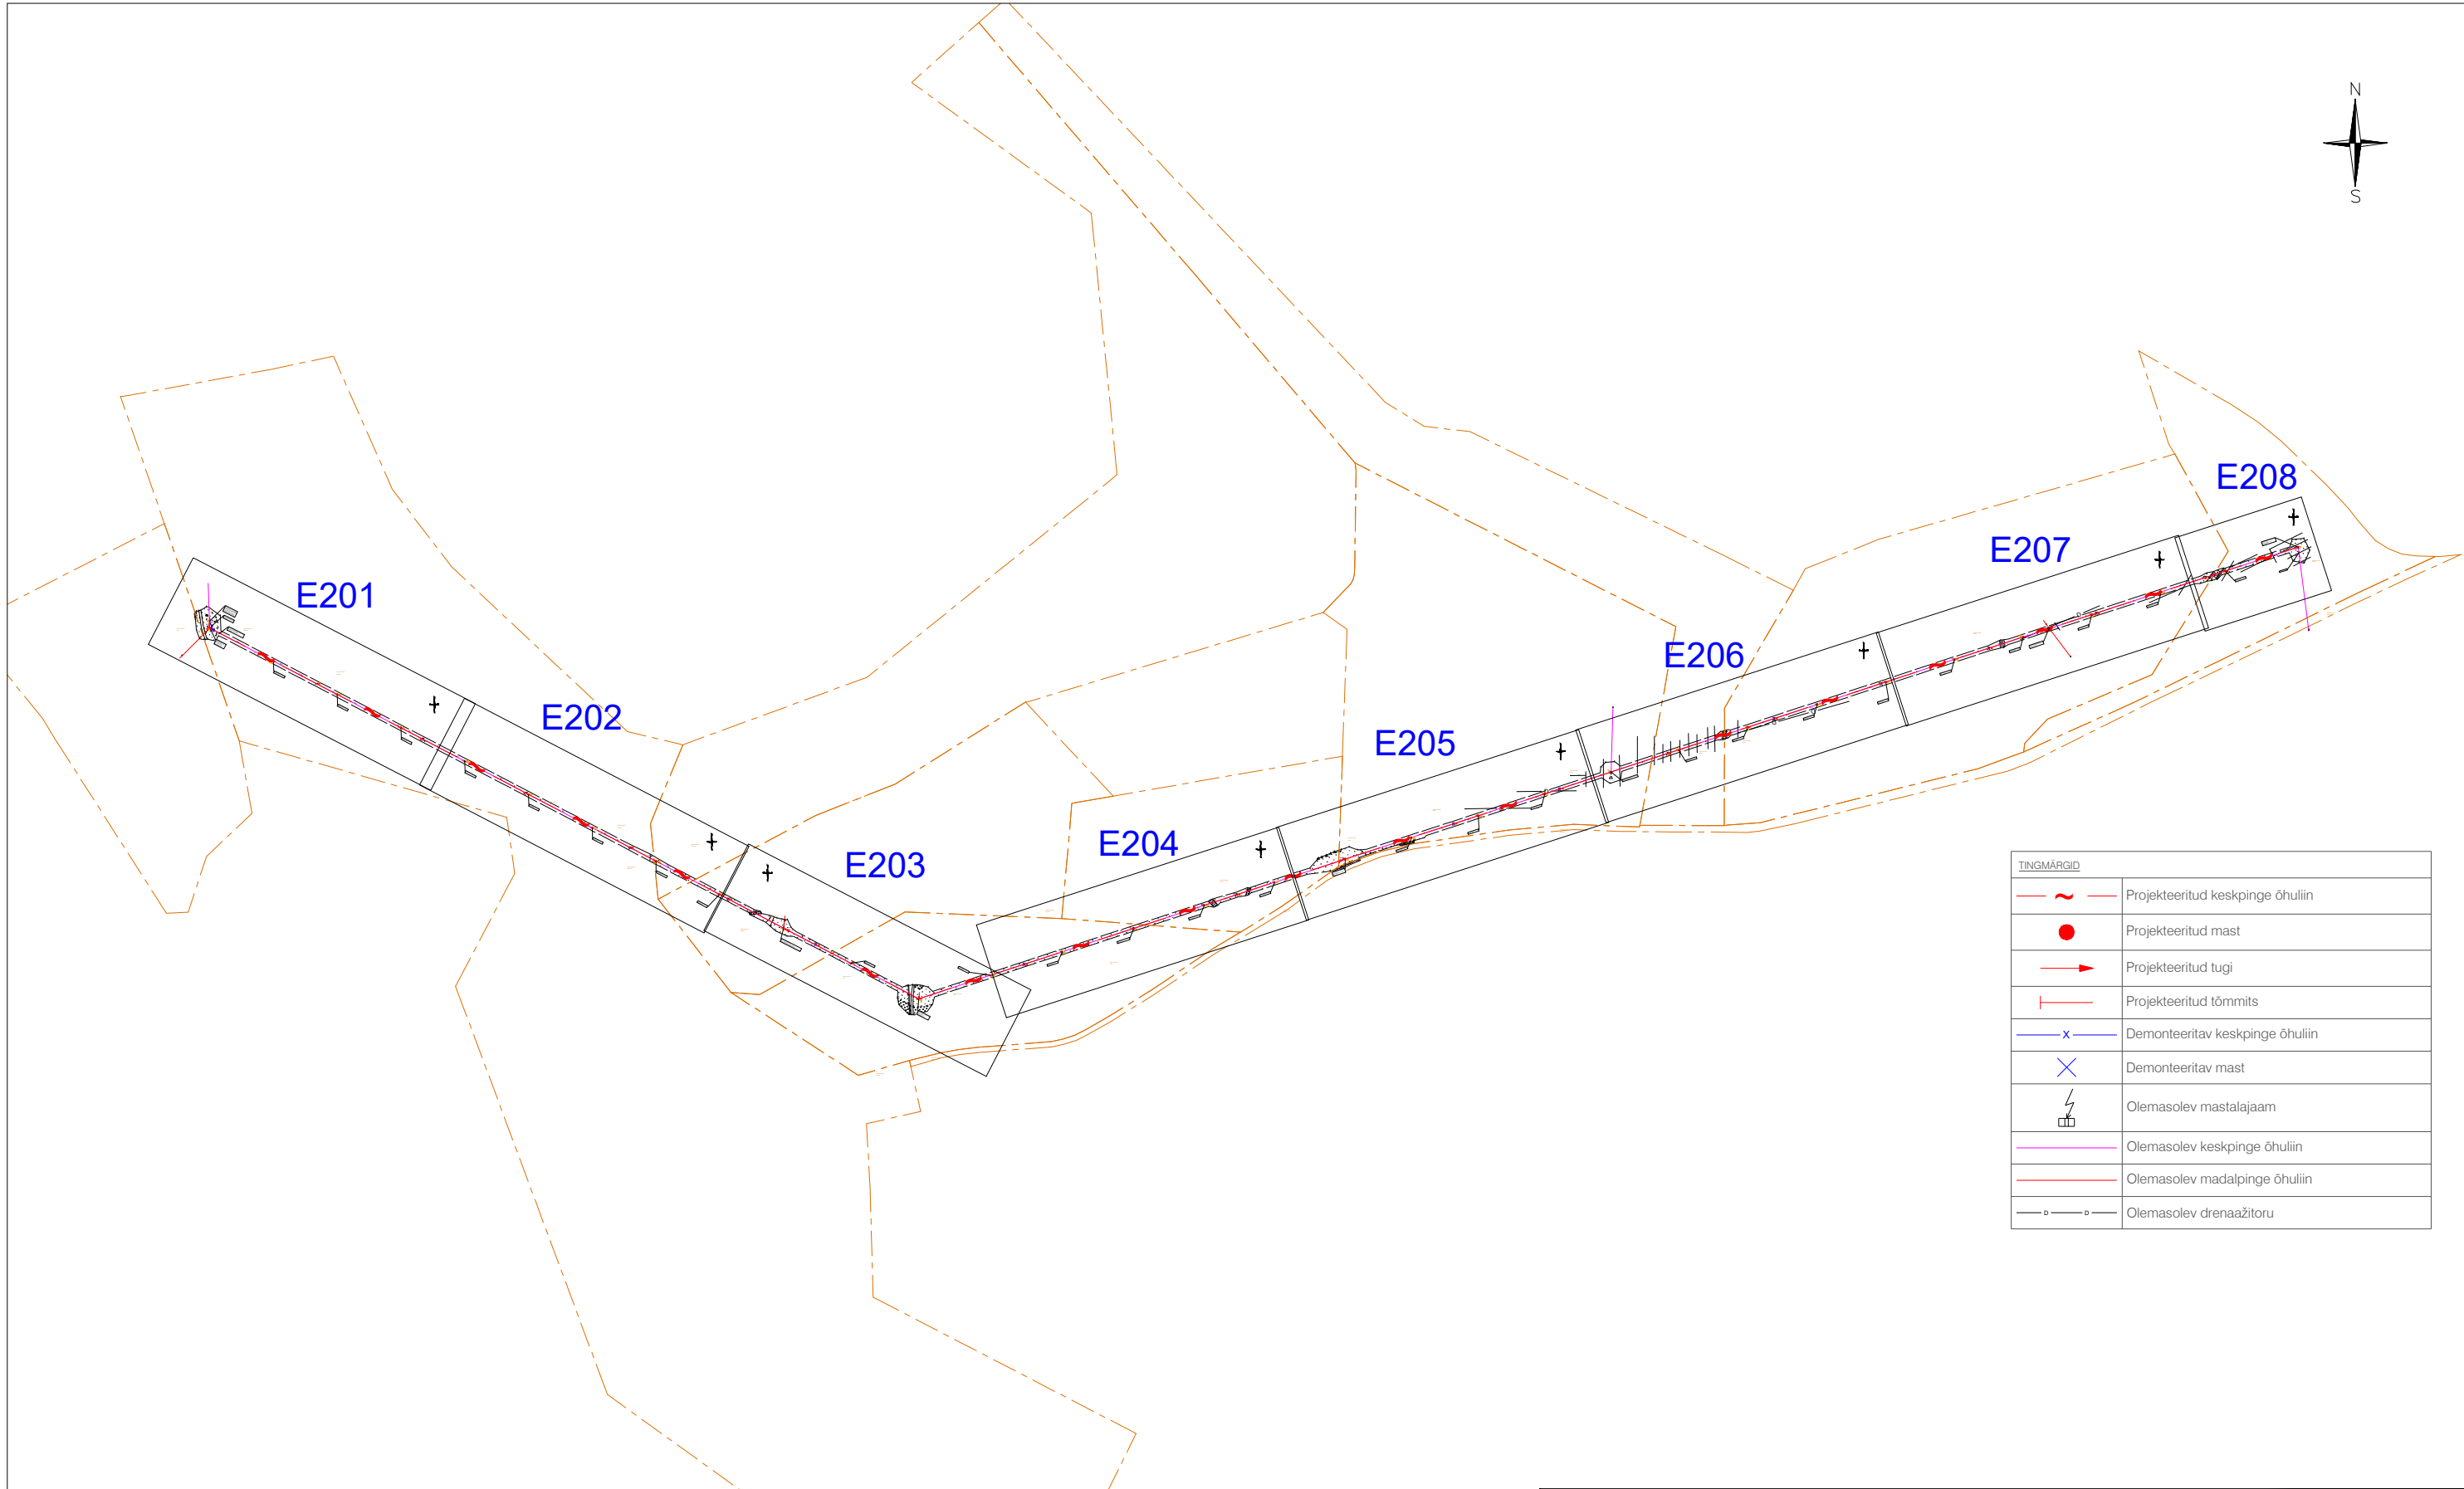 N
S
E208
E207
E201
E206
E202
E205
E204
E203
TINGMÄRGID
Projekteeritud keskpinge õhuliin
Projekteeritud mast
Projekteeritud tugi
Projekteeritud tõmmits
x
Demonteeritav keskpinge õhuliin
Demonteeritav mast
Olemasolev mastalajaam
Olemasolev keskpinge õhuliin
Olemasolev madalpinge õhuliin
D D
Olemasolev drenaažitoru